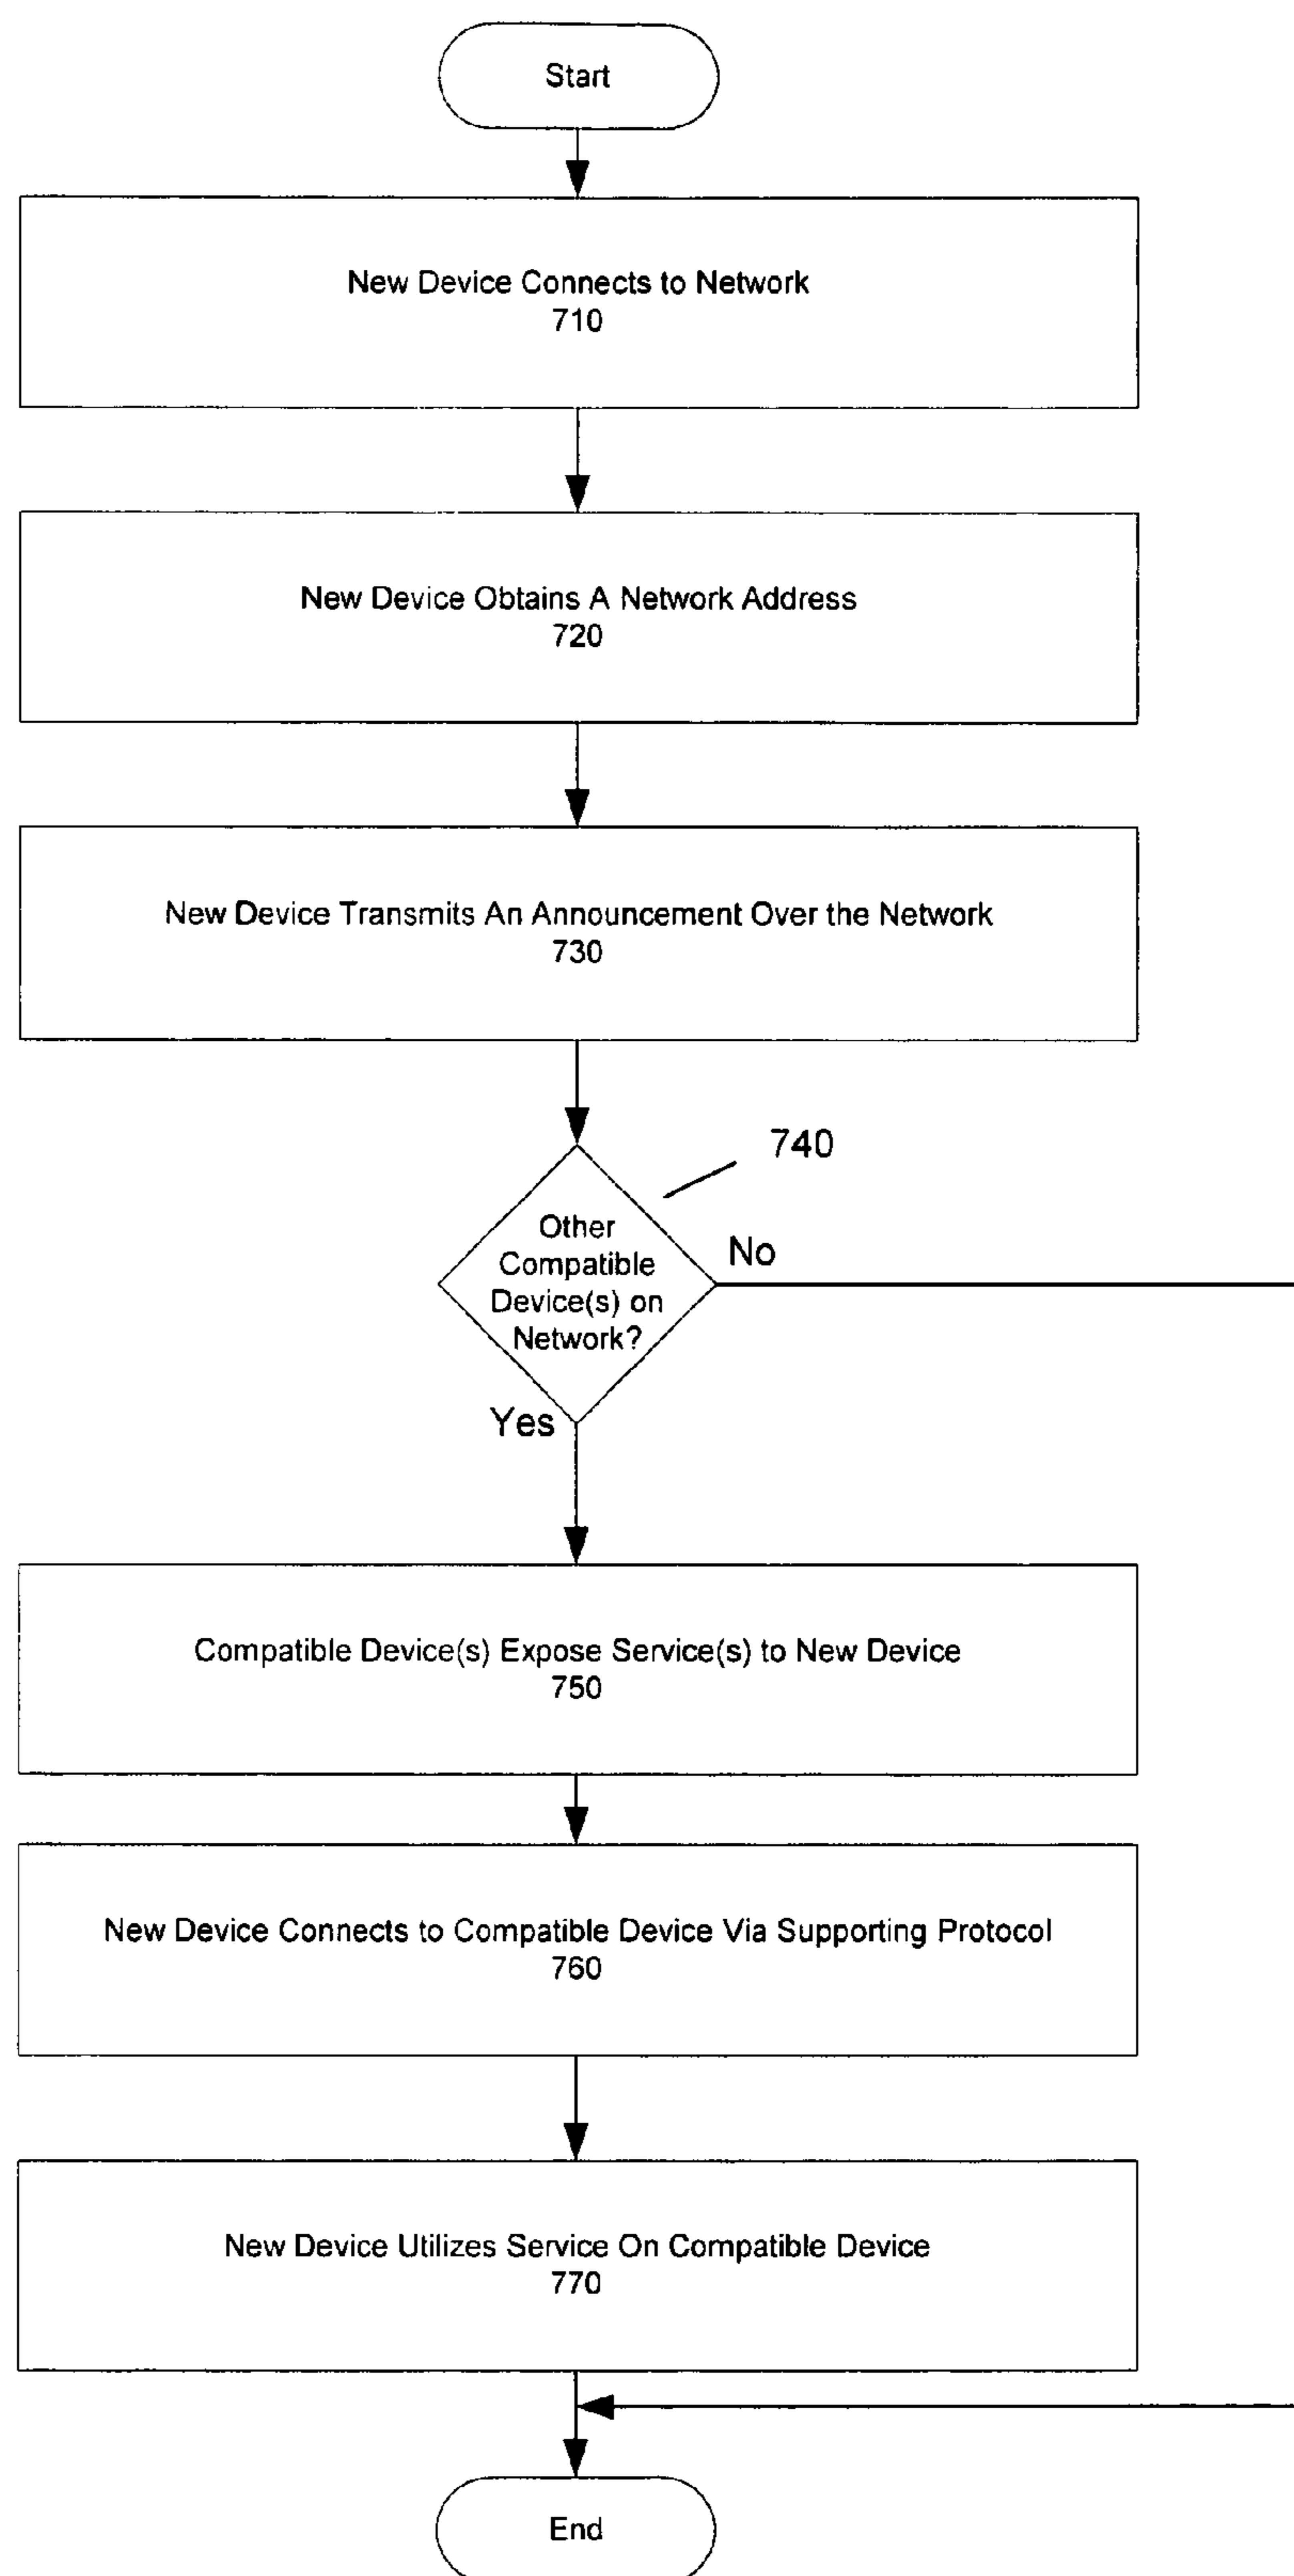 Start
New Device Connects to Network
710
New Device Obtains A Network Address
720
New Device Transmits An Announcement Over the Network
730
740
Other
Compatible
Device(s) on
Network?
No
Yes
Compatible Device(s) Expose Service(s) to New Device
750
New Device Connects to Compatible Device Via Supporting Protocol
760
New Device Utilizes Service On Compatible Device
770
End